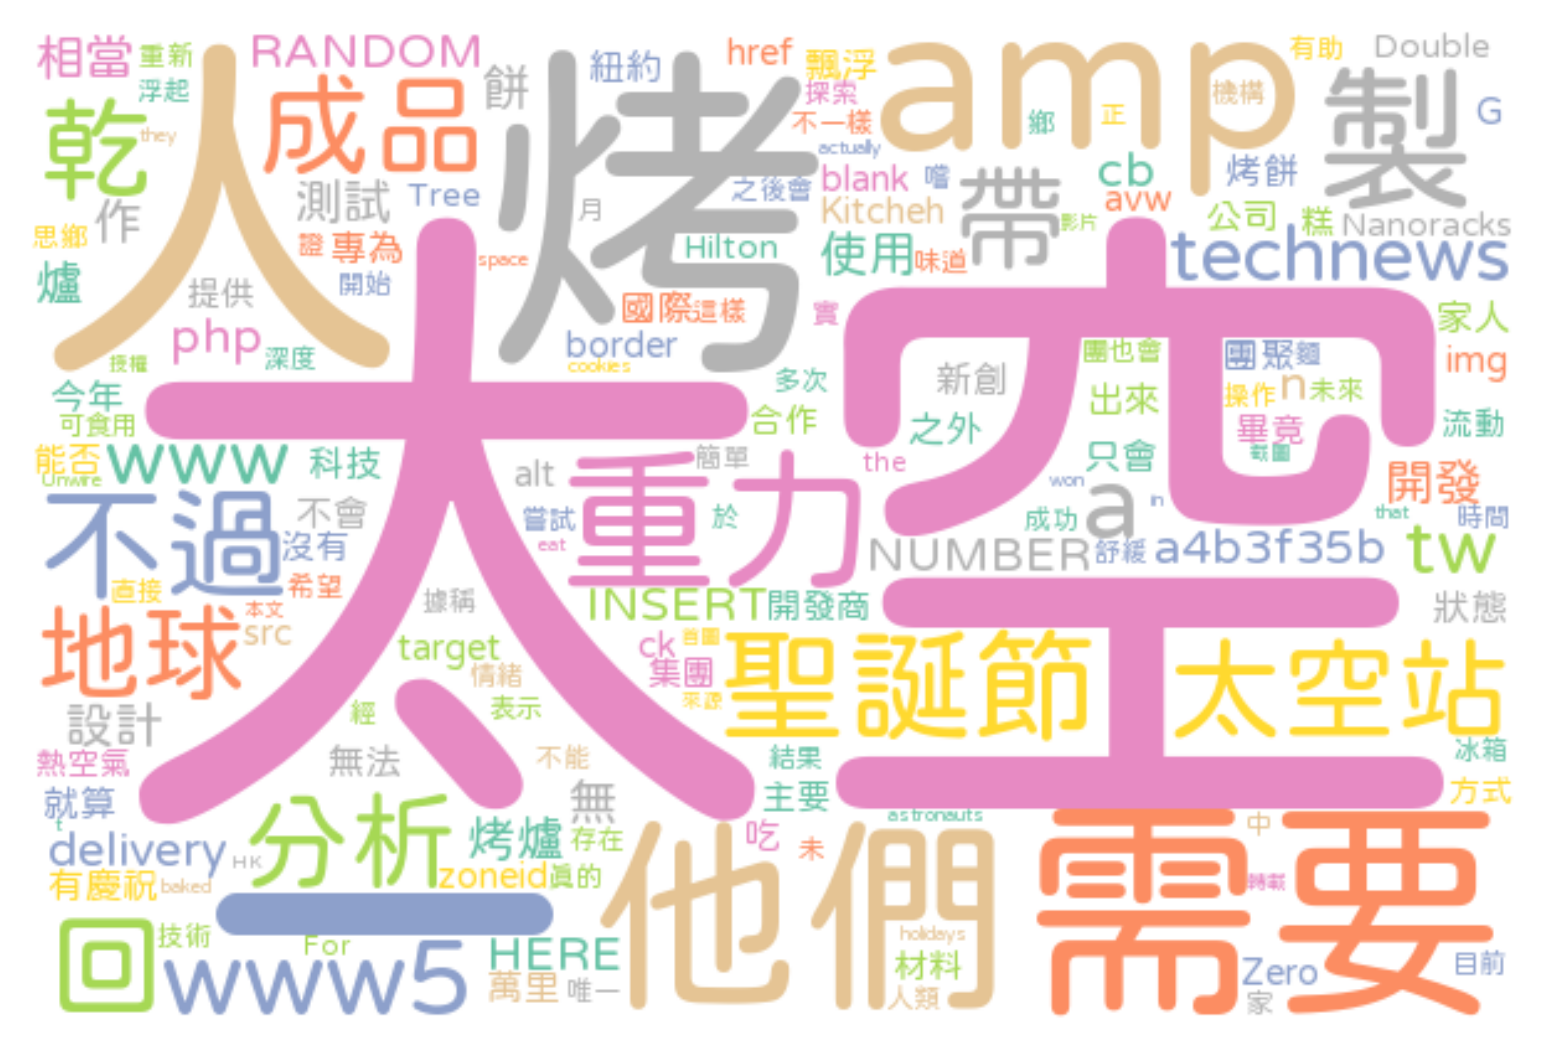 相當
重新
RANDOM
餅
紐約
href
飄浮
amp
有助
Double
浮起
人
成品
烤
探索
機構
製
G
乾
they
不一樣
鄉
正
actually
測試
Tree
月
之後會
blank
嚐
帶
cb
烤餅
作
Kitcheh
avw
公司
糕
Nanoracks
思鄉
證
專為
space
Hilton
使用
味道
影片
technews
爐
提供
開始
國際
這樣
實
家人
php
深度
border
團也會
團
聚
麵
img
授權
cookies
多次
新創
今年
太空
合作
出來
操作
n
未來
可食用
之外
畢竟
流動
能否
www
科技
alt
重力
簡單
the
只會
截圖
開發
Unwire
won
a
in
that
時間
不過
不會
嘗試
於
成功
沒有
eat
NUMBER
舒緩
a4b3f35b
tw
直接
希望
地球
本文
據稱
INSERT
開發商
狀態
src
target
ck
首圖
聖誕節
太空站
情緒
集團
設計
經
表示
來源
熱空氣
無法
不能
結果
冰箱
就算
無
主要
方式
t
分析
烤爐
存在
吃
astronauts
需要
中
delivery
HK
未
有慶祝
baked
zoneid
真的
他們
轉載
一
回
技術
For
HERE
holidays
www5
萬里
唯一
材料
人類
Zero
目前
家